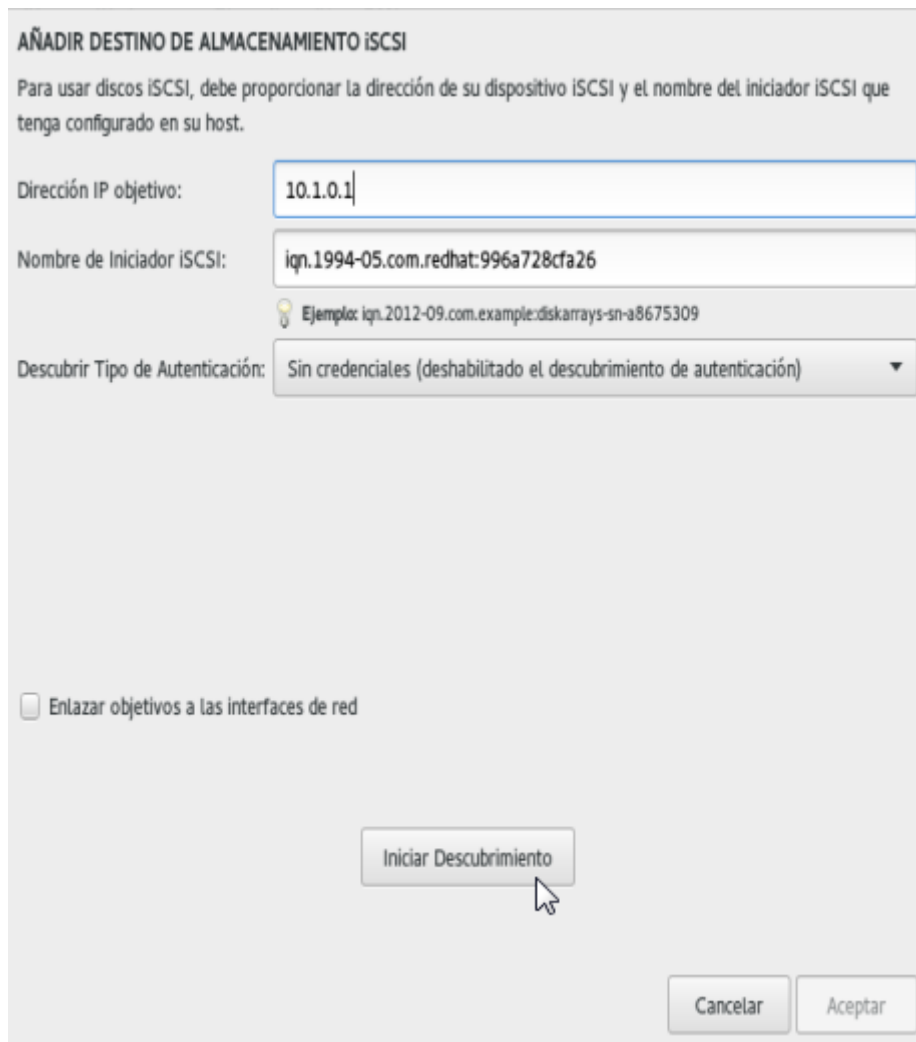 AÑADIR DESTINO DE ALMACENAMIENTO iSCSI
Para usar discos iSCSI, debe proporcionar la dirección de su dispositivo iSCSI y el nombre del iniciador iSCSI que
tenga configurado en su host.
Dirección IP objetivo:
10.1.0.1
Nombre de Iniciador iSCSI:
iqn.1994-05.com.redhat:996a728cfa26
Ejemplo: iqn.2012-09.com.example:diskarrays-sn-a8675309
Descubrir Tipo de Autenticación:
Sin credenciales (deshabilitado el descubrimiento de autenticación)
Enlazar objetivos a las interfaces de red
Iniciar Descubrimiento
Cancelar
Aceptar